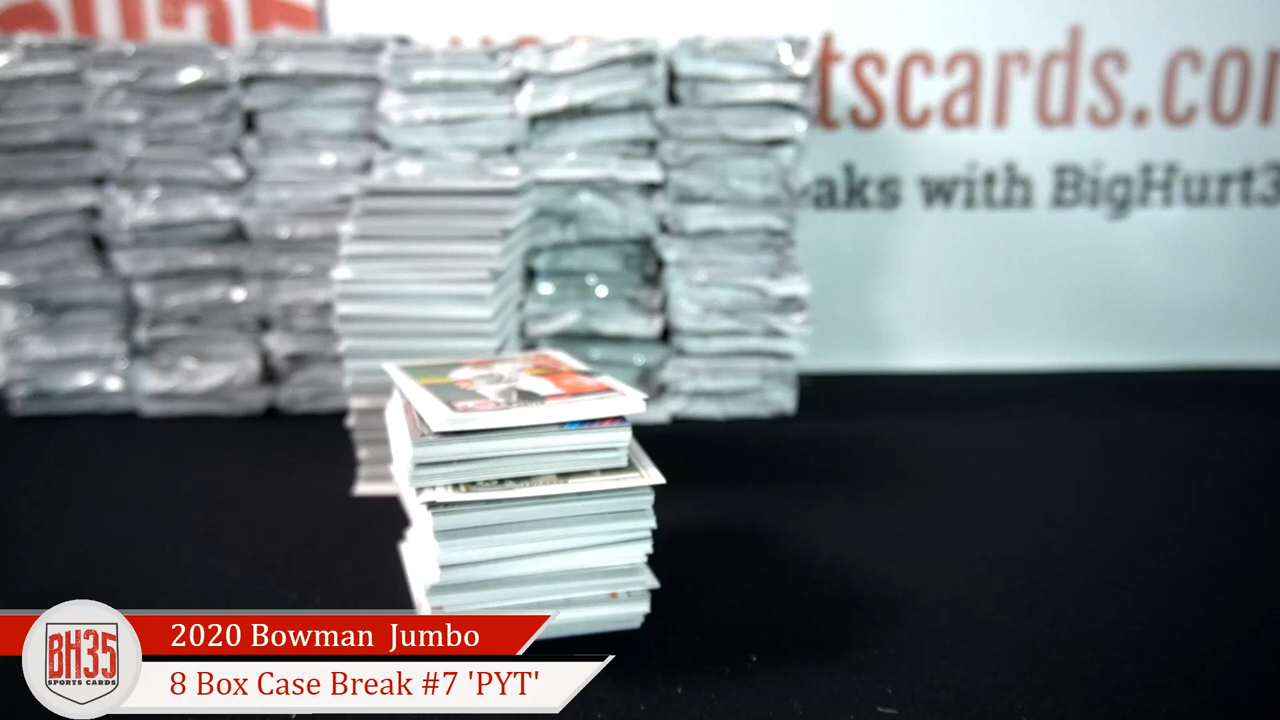 tscards.co
aks with BigHurt3
2020 Bowman Jumbo
8 Box Case Break #7 'PYT'
BH35
SPORTS CARDS